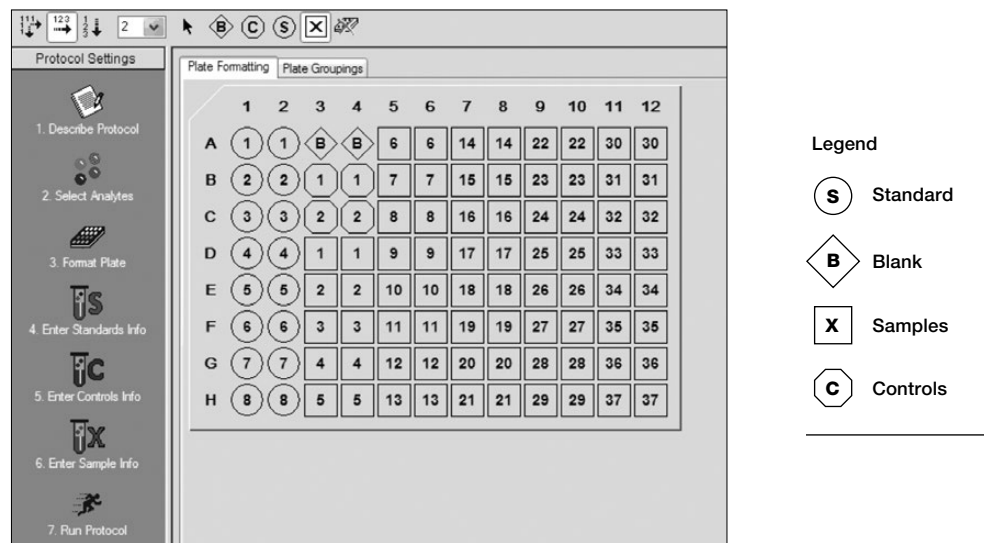 111 123 1 2 3 2 B C S X
Protocol Settings
Plate Formatting Plate Groupings
1. Describe Protocol
2. Select Analytes
3. Format Plate
4. Enter Standards Info
5. Enter Controls Info
6. Enter Sample Info
7. Run Protocol
S
C
X
1 2 3 4 5 6 7 8 9 10 11 12
A 1 1 B B 6 6 14 14 22 22 30 30
B 2 2 1 1 7 7 15 15 23 23 31 31
C 3 3 2 2 8 8 16 16 24 24 32 32
D 4 4 1 1 9 9 17 17 25 25 33 33
E 5 5 2 2 10 10 18 18 26 26 34 34
F 6 6 3 3 11 11 19 19 27 27 35 35
G 7 7 4 4 12 12 20 20 28 28 36 36
H 8 8 5 5 13 13 21 21 29 29 37 37
Legend
S Standard
B Blank
X Samples
C Controls